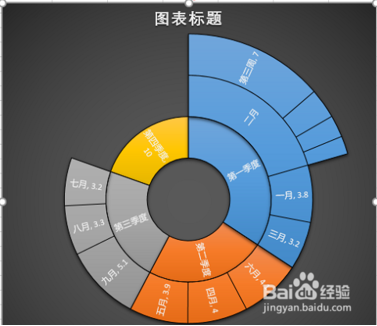 图表标题
第三周, 7
二月
第一季度
一月, 3.8
三月, 3.2
第四季度
10
七月, 3.2
八月, 3.3
第三季度
九月, 5.1
第二季度
五月, 3.9
四月, 4
六月, 4
Baidu经验
jingyan.baidu.com